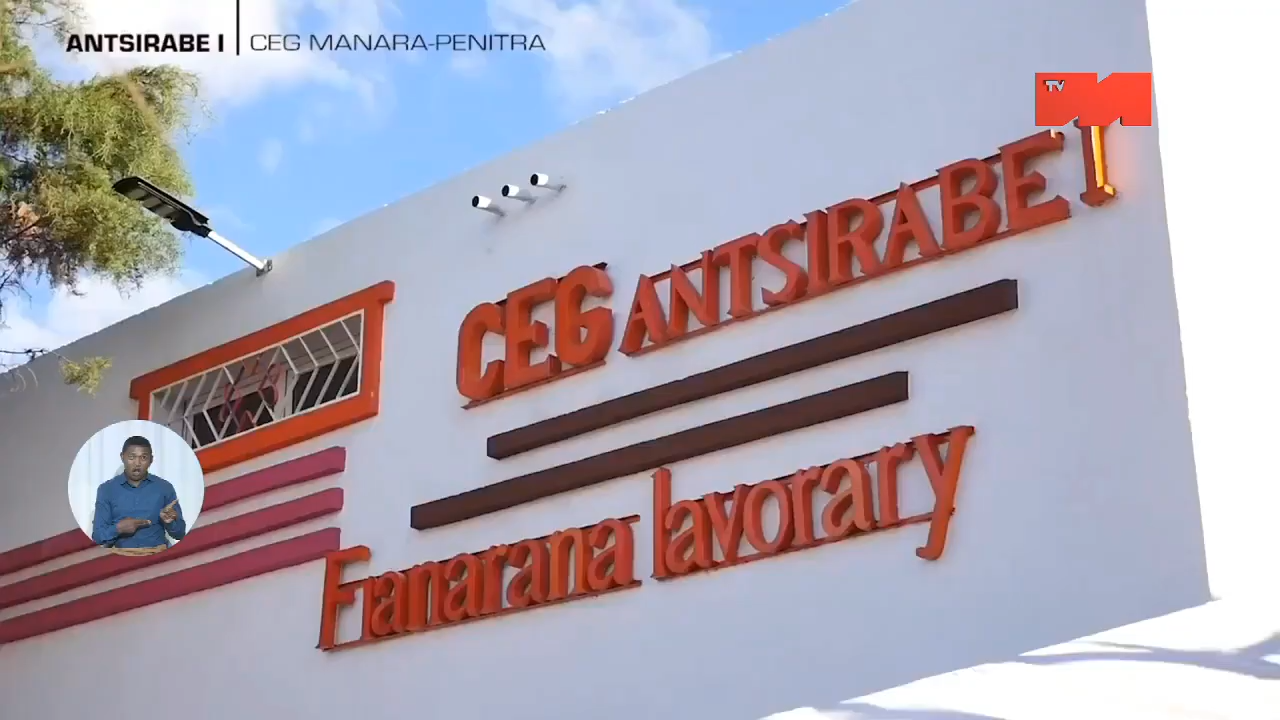 ANTSIRABE I | CEG MANARA-PENITRA
TV
CEG ANTSIRABE I
Fianarana lavorary